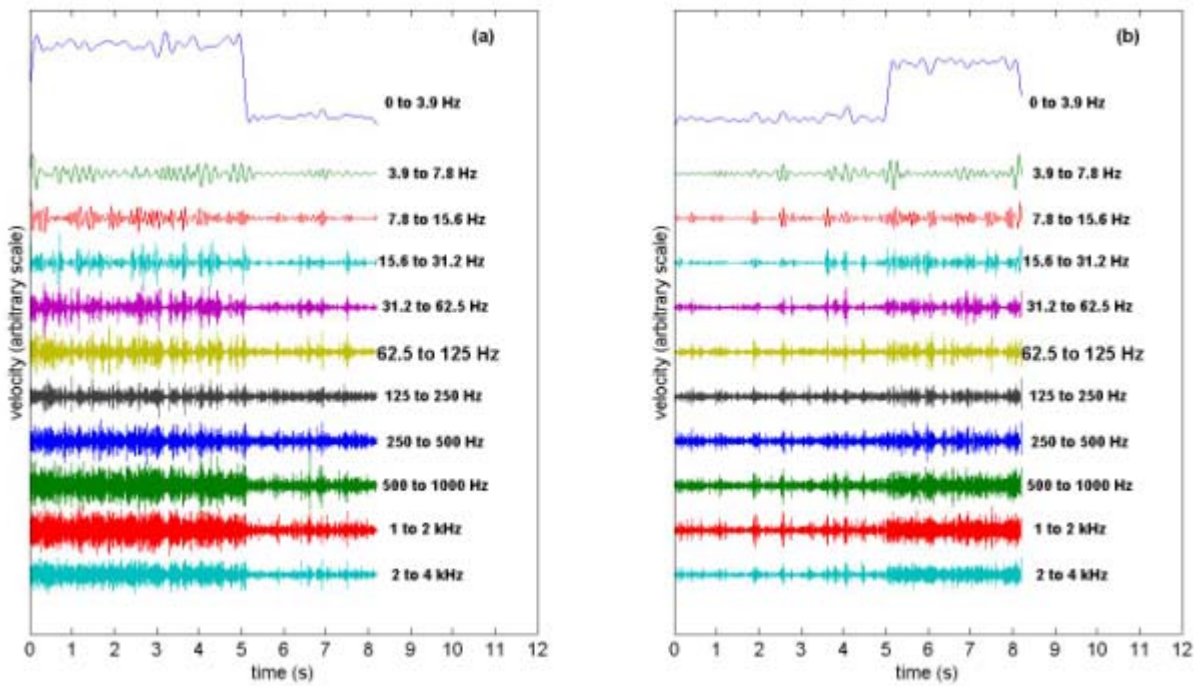 (a)
0 to 3.9 Hz
3.9 to 7.8 Hz
7.8 to 15.6 Hz
15.6 to 31.2 Hz
31.2 to 62.5 Hz
62.5 to 125 Hz
125 to 250 Hz
250 to 500 Hz
500 to 1000 Hz
1 to 2 kHz
2 to 4 kHz
velocity (arbitrary scale)
0 1 2 3 4 5 6 7 8 9 10 11 12
time (s)
(b)
0 to 3.9 Hz
3.9 to 7.8 Hz
7.8 to 15.6 Hz
15.6 to 31.2 Hz
31.2 to 62.5 Hz
62.5 to 125 Hz
125 to 250 Hz
250 to 500 Hz
500 to 1000 Hz
1 to 2 kHz
2 to 4 kHz
velocity (arbitrary scale)
0 1 2 3 4 5 6 7 8 9 10 11 12
time (s)